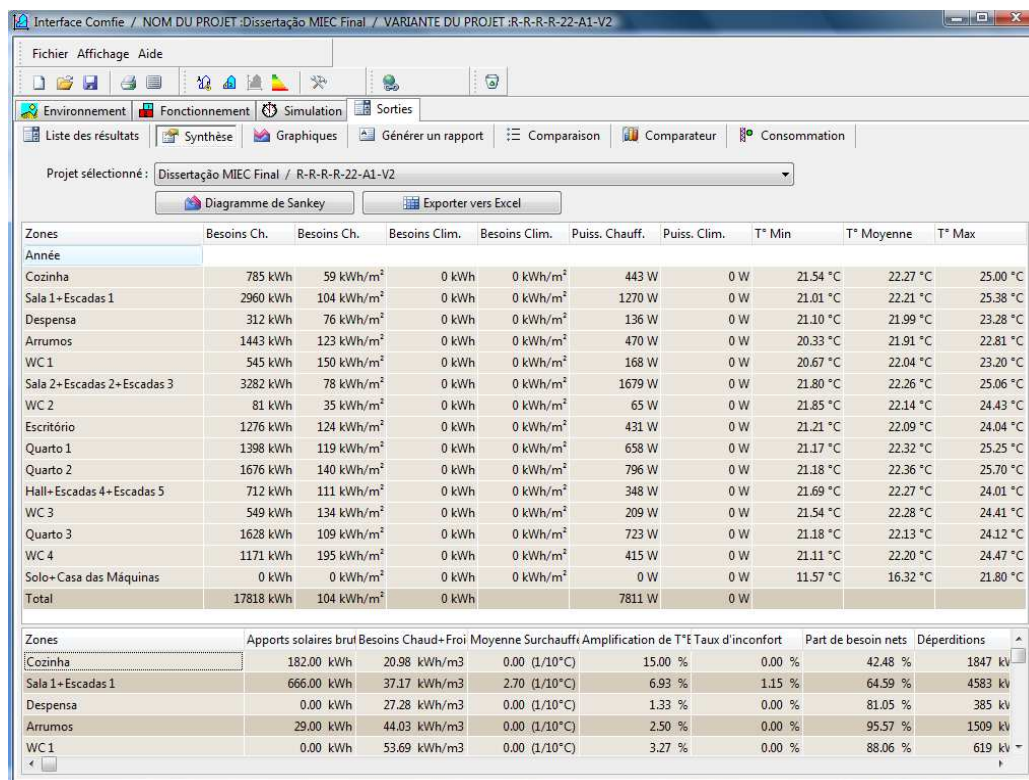 Interface Comfie / NOM DU PROJET :Dissertação MIEC Final / VARIANTE DU PROJET :R-R-R-R-22-A1-V2
Fichier Affichage Aide
Environnement Fonctionnement Simulation Sorties
Liste des résultats Synthèse Graphiques Générer un rapport Comparaison Comparateur Consommation
Projet sélectionné : Dissertação MIEC Final / R-R-R-R-22-A1-V2
Diagramme de Sankey Exporter vers Excel
Zones Besoins Ch. Besoins Ch. Besoins Clim. Besoins Clim. Puiss. Chauff. Puiss. Clim. T° Min T° Moyenne T° Max
Année
Cozinha 785 kWh 59 kWh/m² 0 kWh 0 kWh/m² 443 W 0 W 21.54 °C 22.27 °C 25.00 °C
Sala 1+Escadas 1 2960 kWh 104 kWh/m² 0 kWh 0 kWh/m² 1270 W 0 W 21.01 °C 22.21 °C 25.38 °C
Despensa 312 kWh 76 kWh/m² 0 kWh 0 kWh/m² 136 W 0 W 21.10 °C 21.99 °C 23.28 °C
Arrumos 1443 kWh 123 kWh/m² 0 kWh 0 kWh/m² 470 W 0 W 20.33 °C 21.91 °C 22.81 °C
WC 1 545 kWh 150 kWh/m² 0 kWh 0 kWh/m² 168 W 0 W 20.67 °C 22.04 °C 23.20 °C
Sala 2+Escadas 2+Escadas 3 3282 kWh 78 kWh/m² 0 kWh 0 kWh/m² 1679 W 0 W 21.80 °C 22.26 °C 25.06 °C
WC 2 81 kWh 35 kWh/m² 0 kWh 0 kWh/m² 65 W 0 W 21.85 °C 22.14 °C 24.43 °C
Escritório 1276 kWh 124 kWh/m² 0 kWh 0 kWh/m² 431 W 0 W 21.21 °C 22.09 °C 24.04 °C
Quarto 1 1398 kWh 119 kWh/m² 0 kWh 0 kWh/m² 658 W 0 W 21.17 °C 22.32 °C 25.25 °C
Quarto 2 1676 kWh 140 kWh/m² 0 kWh 0 kWh/m² 796 W 0 W 21.18 °C 22.36 °C 25.70 °C
Hall+Escadas 4+Escadas 5 712 kWh 111 kWh/m² 0 kWh 0 kWh/m² 348 W 0 W 21.69 °C 22.27 °C 24.01 °C
WC 3 549 kWh 134 kWh/m² 0 kWh 0 kWh/m² 209 W 0 W 21.54 °C 22.28 °C 24.41 °C
Quarto 3 1628 kWh 109 kWh/m² 0 kWh 0 kWh/m² 723 W 0 W 21.18 °C 22.13 °C 24.12 °C
WC 4 1171 kWh 195 kWh/m² 0 kWh 0 kWh/m² 415 W 0 W 21.11 °C 22.20 °C 24.47 °C
Solo+Casa das Máquinas 0 kWh 0 kWh/m² 0 kWh 0 kWh/m² 0 W 0 W 11.57 °C 16.32 °C 21.80 °C
Total 17818 kWh 104 kWh/m² 0 kWh 7811 W 0 W
Zones Apports solaires brut Besoins Chaud+Froi Moyenne Surchauffe Amplification de T°E Taux d'inconfort Part de besoin nets Déperditions
Cozinha 182.00 kWh 20.98 kWh/m3 0.00 (1/10°C) 15.00 % 0.00 % 42.48 % 1847 kV
Sala 1+Escadas 1 666.00 kWh 37.17 kWh/m3 2.70 (1/10°C) 6.93 % 1.15 % 64.59 % 4583 kV
Despensa 0.00 kWh 27.28 kWh/m3 0.00 (1/10°C) 1.33 % 0.00 % 81.05 % 385 kV
Arrumos 29.00 kWh 44.03 kWh/m3 0.00 (1/10°C) 2.50 % 0.00 % 95.57 % 1509 kV
WC 1 0.00 kWh 53.69 kWh/m3 0.00 (1/10°C) 3.27 % 0.00 % 88.06 % 619 kV